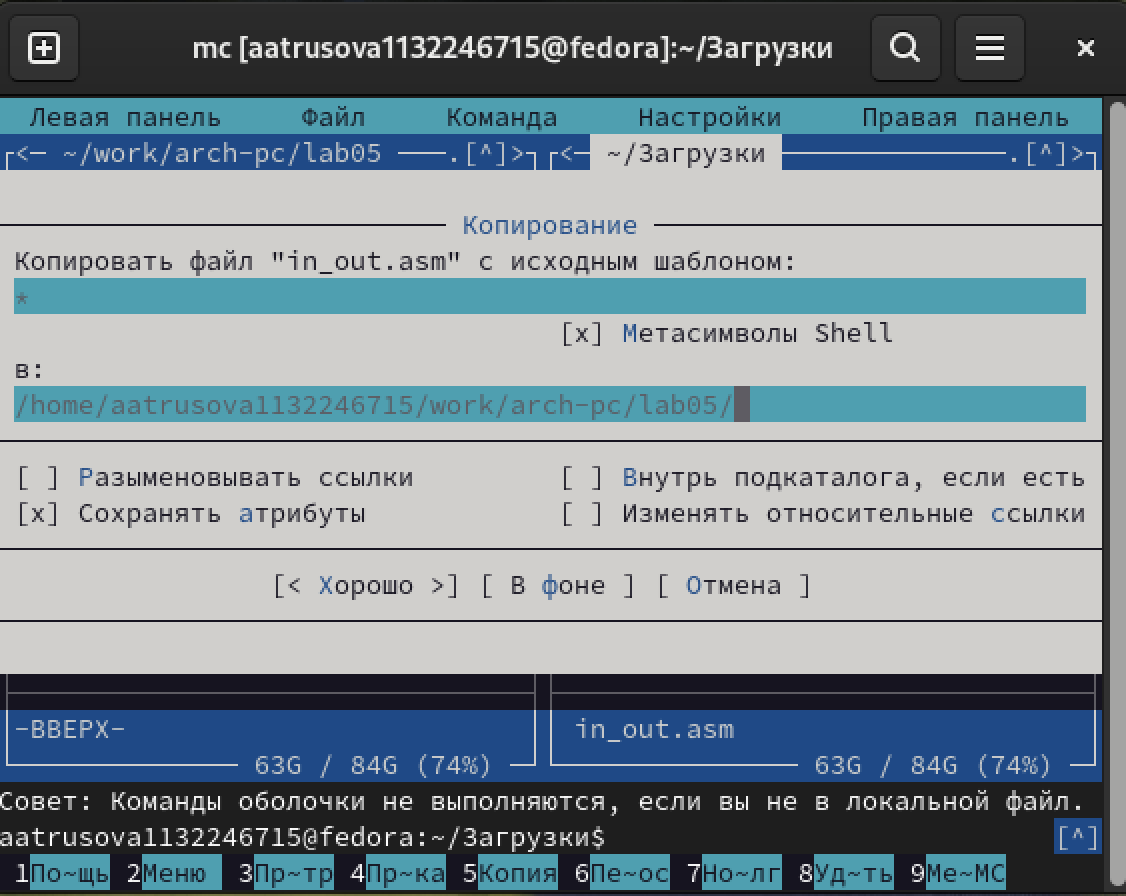 mc [aatrusova1132246715@fedora]:~/Загрузки
Левая панель Файл Команда Настройки Правая панель
<─ ~/work/arch-pc/lab05 ───.[^]> <─ ~/Загрузки ───.[^]>
Копирование
Копировать файл "in_out.asm" с исходным шаблоном:
*
[x] Метасимволы Shell
в:
/home/aatrusova1132246715/work/arch-pc/lab05/
[ ] Разыменовывать ссылки [ ] Внутрь подкаталога, если есть
[x] Сохранять атрибуты [ ] Изменять относительные ссылки
[< Хорошо >] [ В фоне ] [ Отмена ]
-ВВЕРХ- in_out.asm
63G / 84G (74%) 63G / 84G (74%)
Совет: Команды оболочки не выполняются, если вы не в локальной файл.
aatrusova1132246715@fedora:~/Загрузки$ [^]
1По~щь 2Меню 3Пр~тр 4Пр~ка 5Копия 6Пе~ос 7Но~лг 8Уд~ть 9Ме~МС